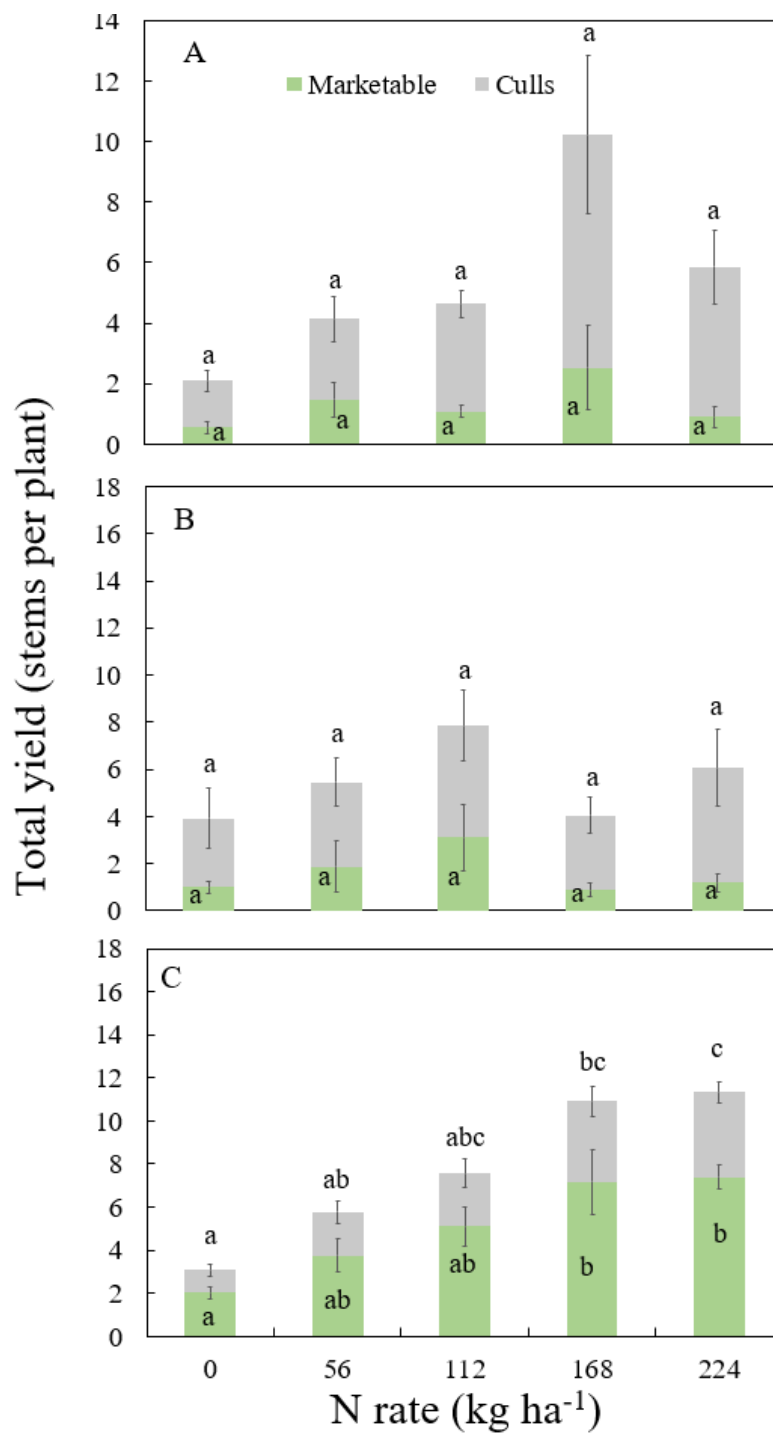 Total yield (stems per plant)
14
12
10
8
6
4
2
0
A
Marketable Culls
a a a a a
a a a a a
18
16
14
12
10
8
6
4
2
0
B
a a a a a
a a a a a
18
16
14
12
10
8
6
4
2
0
C
a ab abc bc c
a ab ab b b
0 56 112 168 224
N rate (kg ha⁻¹)